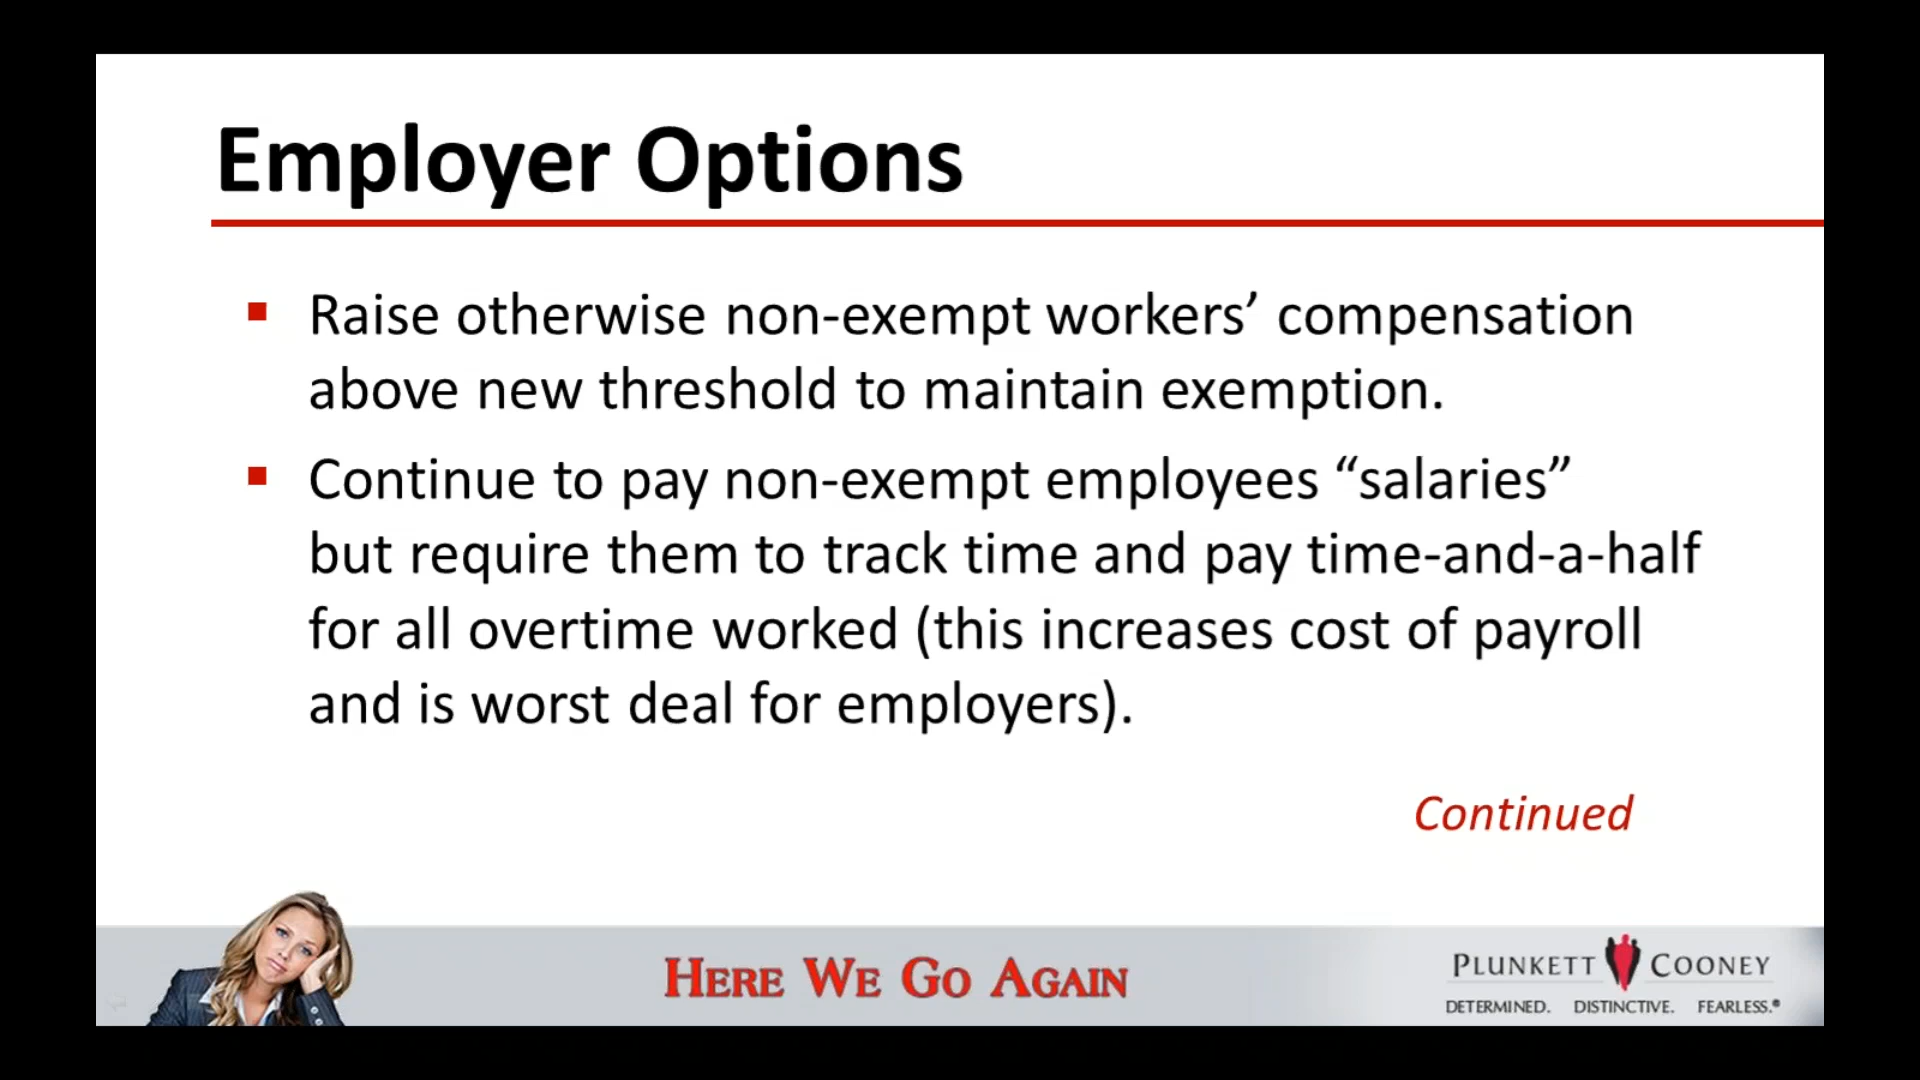 Employer Options
▪ Raise otherwise non-exempt workers’ compensation
above new threshold to maintain exemption.
▪ Continue to pay non-exempt employees “salaries”
but require them to track time and pay time-and-a-half
for all overtime worked (this increases cost of payroll
and is worst deal for employers).
Continued
HERE WE GO AGAIN
PLUNKETT COONEY
DETERMINED. DISTINCTIVE. FEARLESS.®